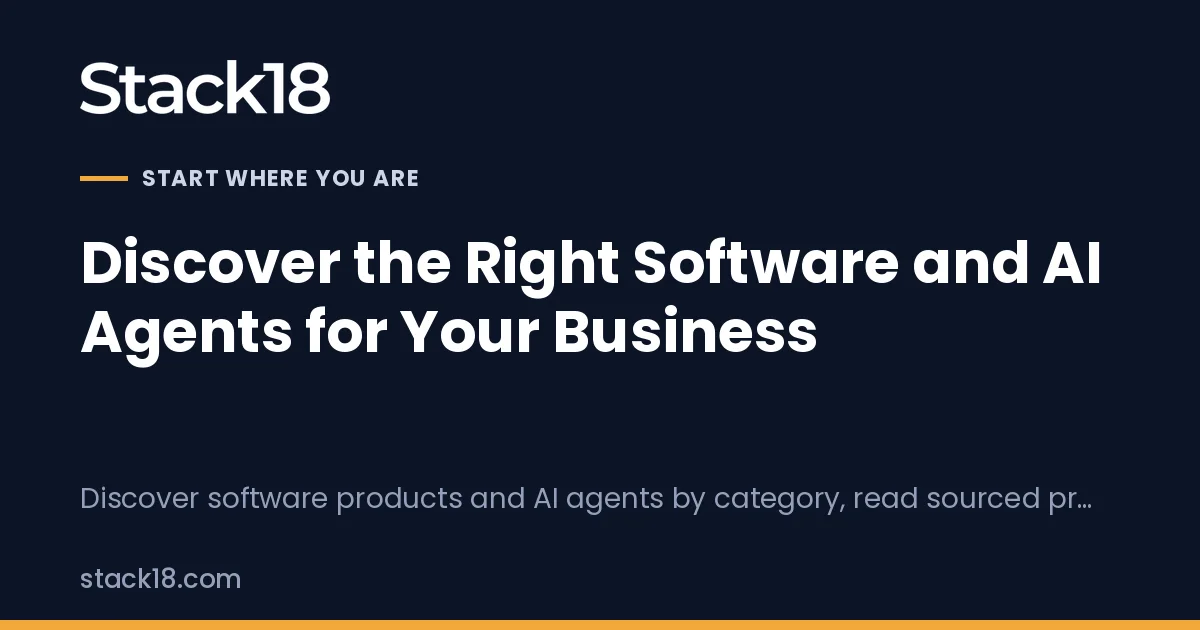 Stack18
START WHERE YOU ARE
Discover the Right Software and AI
Agents for Your Business
Discover software products and AI agents by category, read sourced pr...
stack18.com